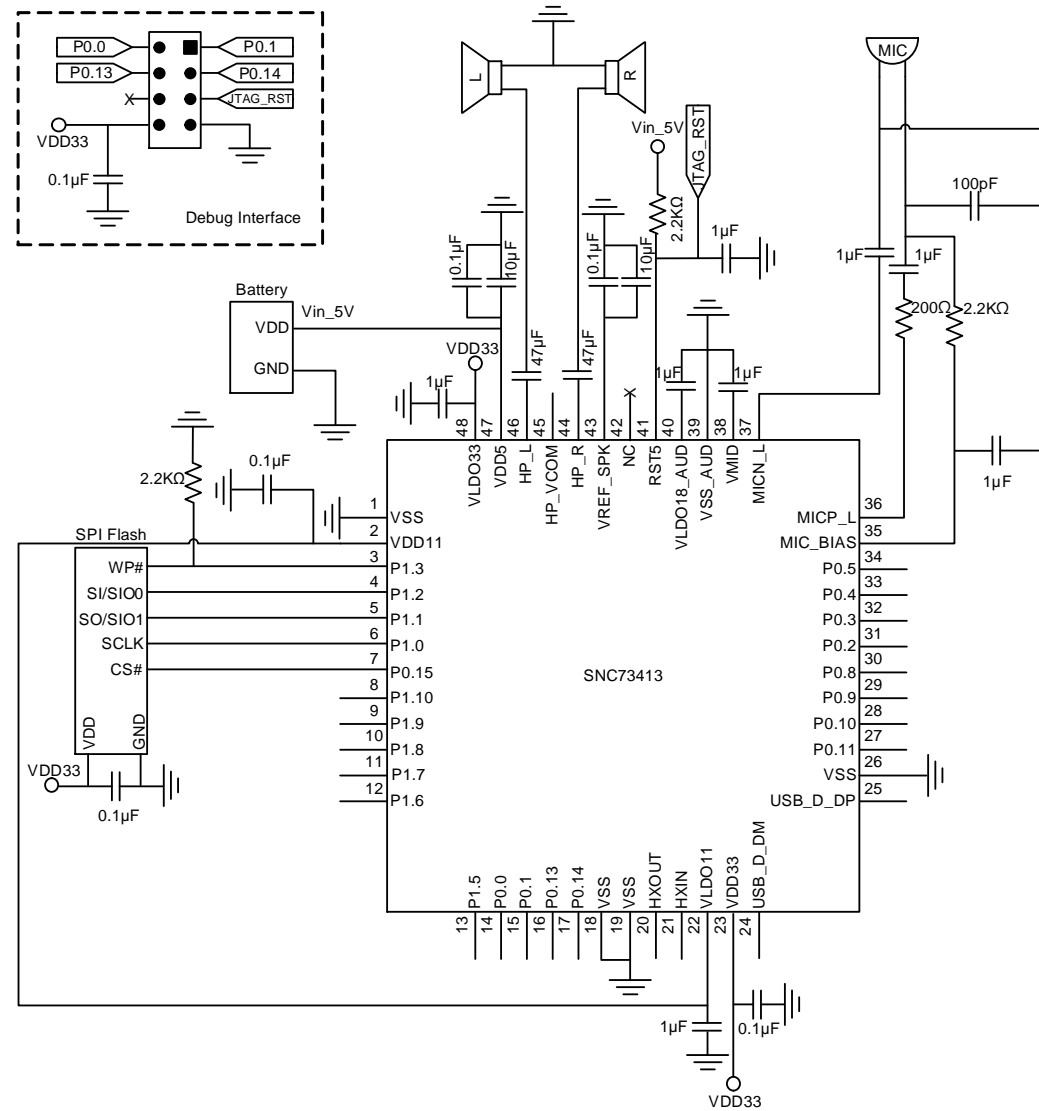 P0.0
P0.1
P0.13
P0.14
JTAG_RST
VDD33
0.1µF
Debug Interface
L
R
Vin_5V
JTAG_RST
2.2KΩ
1µF
MIC
100pF
1µF
1µF
200Ω
2.2KΩ
1µF
0.1µF
10µF
0.1µF
10µF
Battery
VDD
GND
Vin_5V
VDD33
1µF
47µF
47µF
1µF
1µF
48
47
46
45
44
43
42
41
40
39
38
37
VLDO33
VDD5
HP_L
HP_VCOM
HP_R
VREF_SPK
NC
RST5
VLDO18_AUD
VSS_AUD
VMID
MICN_L
2.2KΩ
0.1µF
SPI Flash
WP#
SI/SIO0
SO/SIO1
SCLK
CS#
VDD
GND
VDD33
0.1µF
1
VSS
2
VDD11
3
P1.3
4
P1.2
5
P1.1
6
P1.0
7
P0.15
8
P1.10
9
P1.9
10
P1.8
11
P1.7
12
P1.6
SNC73413
36
MICP_L
35
MIC_BIAS
34
P0.5
33
P0.4
32
P0.3
31
P0.2
30
P0.8
29
P0.9
28
P0.10
27
P0.11
26
VSS
25
USB_D_DP
P1.5
P0.0
P0.1
P0.13
P0.14
VSS
VSS
HXOUT
HXIN
VLDO11
VDD33
USB_D_DM
13
14
15
16
17
18
19
20
21
22
23
24
1µF
0.1µF
VDD33